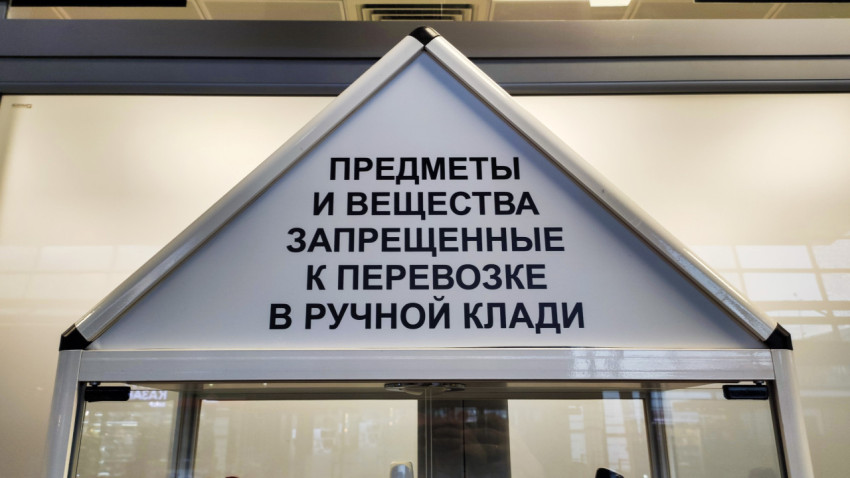 ПРЕДМЕТЫ
И ВЕЩЕСТВА
ЗАПРЕЩЕННЫЕ
К ПЕРЕВОЗКЕ
В РУЧНОЙ КЛАДИ